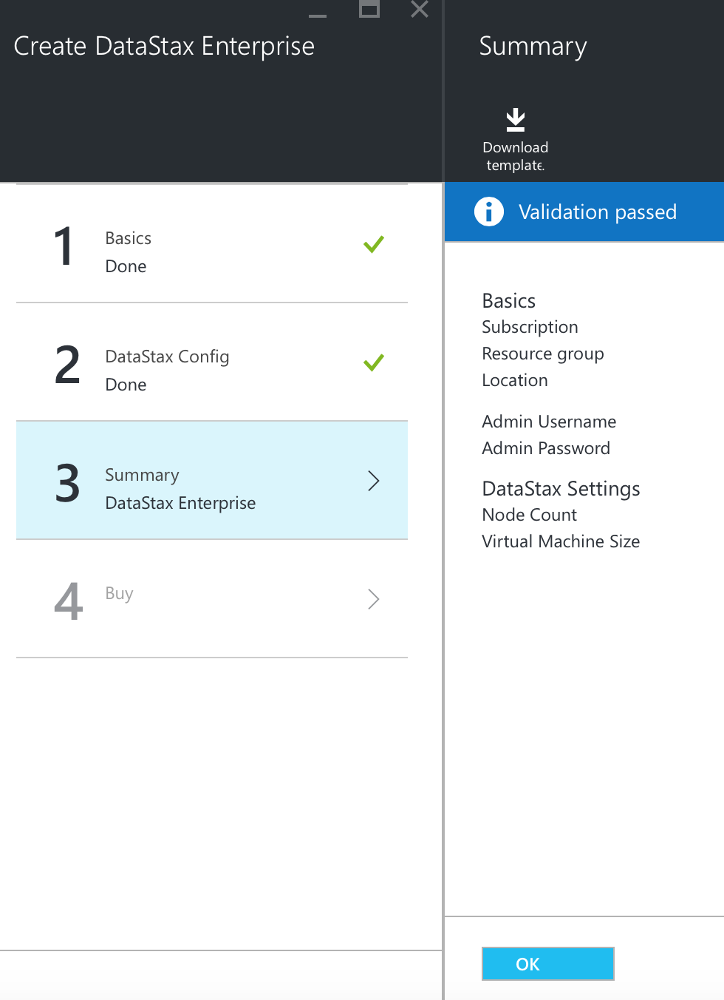 Create DataStax Enterprise
1
Basics
Done
2
DataStax Config
Done
3
Summary
DataStax Enterprise
4
Buy
Summary
Download
template.
Validation passed
Basics
Subscription
Resource group
Location
Admin Username
Admin Password
DataStax Settings
Node Count
Virtual Machine Size
OK